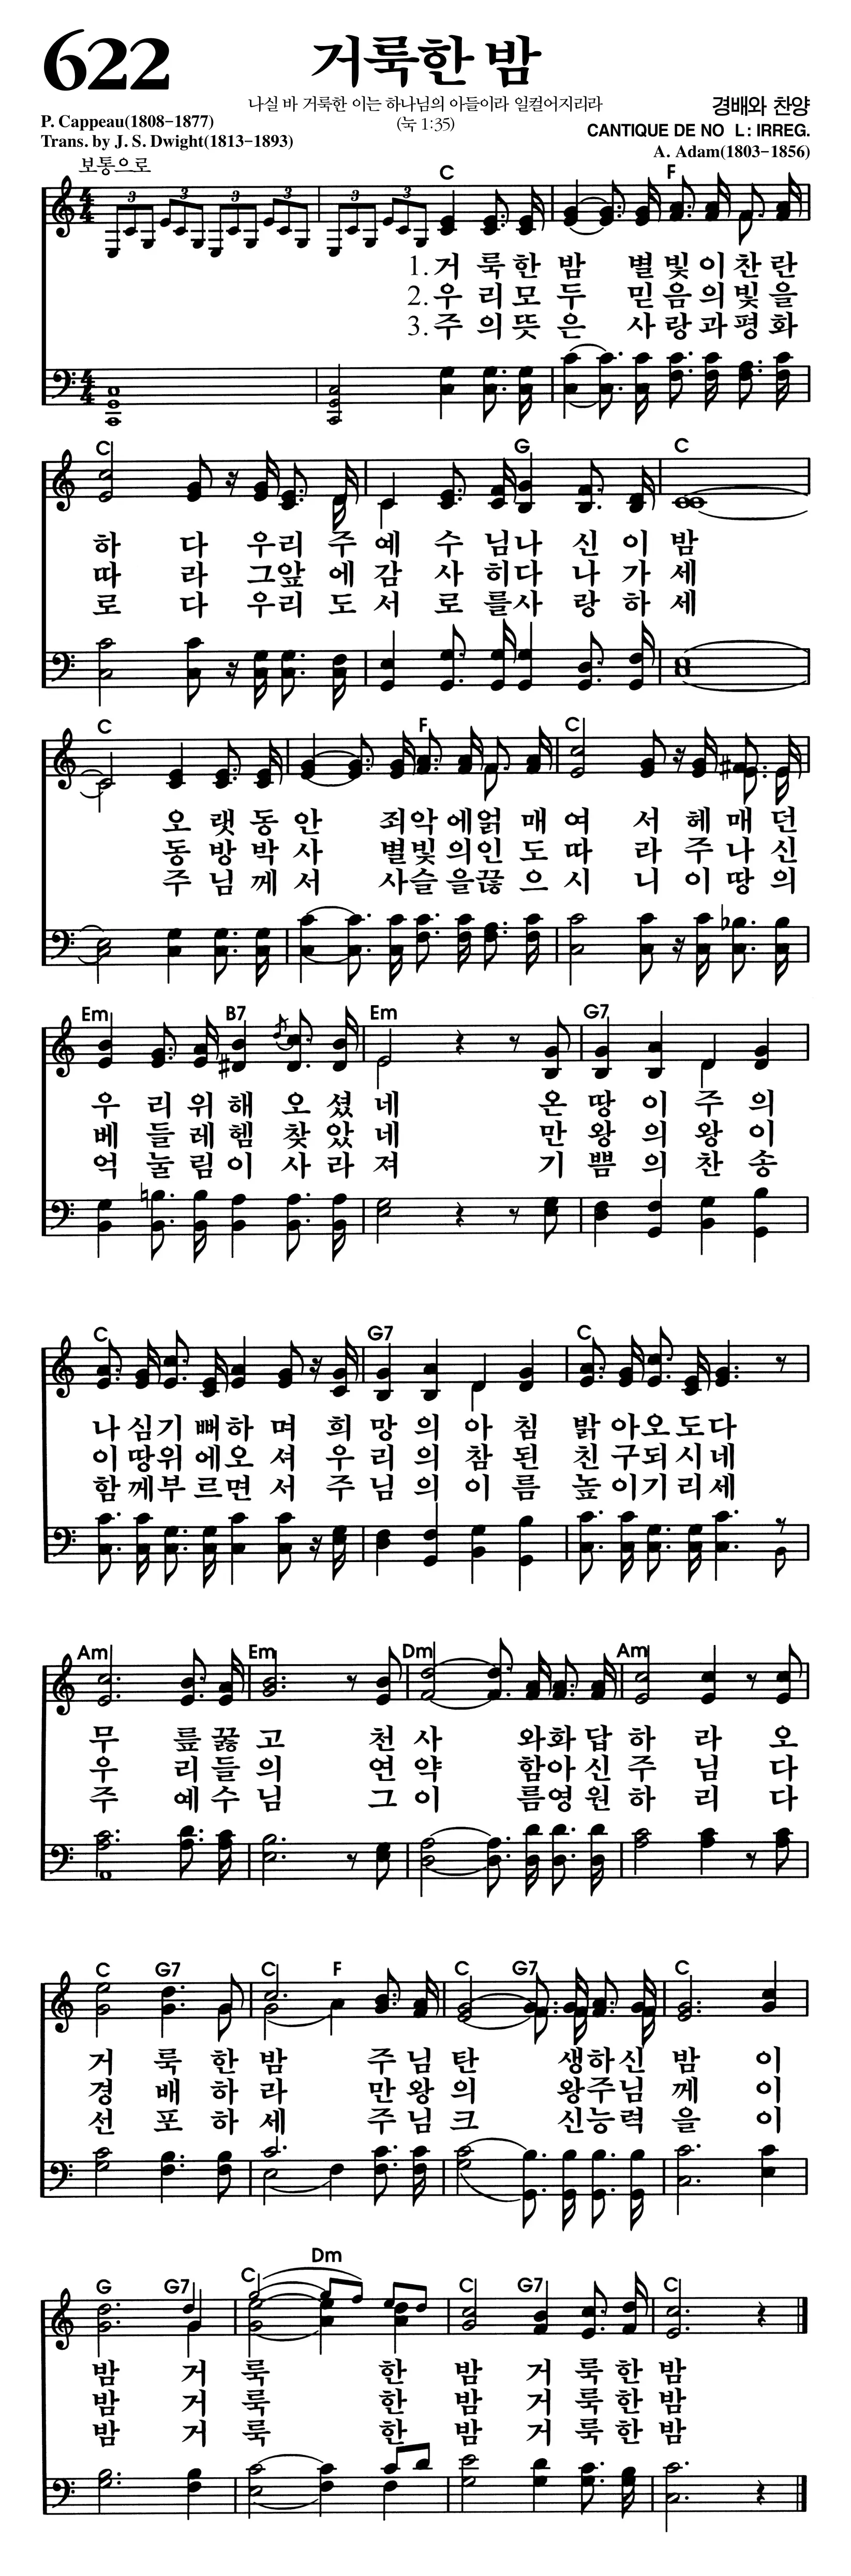 622
거룩한 밤
나실 바 거룩한 이는 하나님의 아들이라 일컬어지리라
(눅 1:35)
P. Cappeau(1808-1877)
Trans. by J. S. Dwight(1813-1893)
경배와 찬양
CANTIQUE DE NO L : IRREG.
A. Adam(1803-1856)
보통으로
3 3 3 3 3 3 C F
1. 거 룩 한 밤 별 빛 이 찬 란
2. 우 리 모 두 믿 음 의 빛 을
3. 주 의 뜻 은 사 랑 과 평 화
C G C
하 다 우 리 주 예 수 님 나 신 이 밤
따 라 그 앞 에 감 사 히 다 나 가 세
로 다 우 리 도 서 로 를 사 랑 하 세
C F C
오 랫 동 안 죄 악 에 얽 매 여 서 헤 매 던
동 방 박 사 별 빛 의 인 도 따 라 주 나 신
주 님 께 서 사 슬 을 끊 으 시 니 이 땅 의
Em B7 Em G7
우 리 위 해 오 셨 네 온 땅 이 주 의
베 들 레 헴 찾 았 네 만 왕 의 왕 이
억 눌 림 이 사 라 져 기 쁨 의 찬 송
C G7 C
나 심 기 뻐 하 며 희 망 의 아 침 밝 아 오 도 다
이 땅 위 에 오 셔 우 리 의 참 된 친 구 되 시 네
함 께 부 르 면 서 주 님 의 이 름 높 이 기 리 세
Am Em Dm Am
무 릎 꿇 고 천 사 와 화 답 하 라 오
우 리 들 의 연 약 함 아 신 주 님 다
주 예 수 님 그 이 름 영 원 하 리 다
C G7 C F C G7 C
거 룩 한 밤 주 님 탄 생 하 신 밤 이
경 배 하 라 만 왕 의 왕 주 님 께 이
선 포 하 세 주 님 크 신 능 력 을 이
G G7 C Dm C G7 C
밤 거 룩 한 밤 거 룩 한 밤
밤 거 룩 한 밤 거 룩 한 밤
밤 거 룩 한 밤 거 룩 한 밤